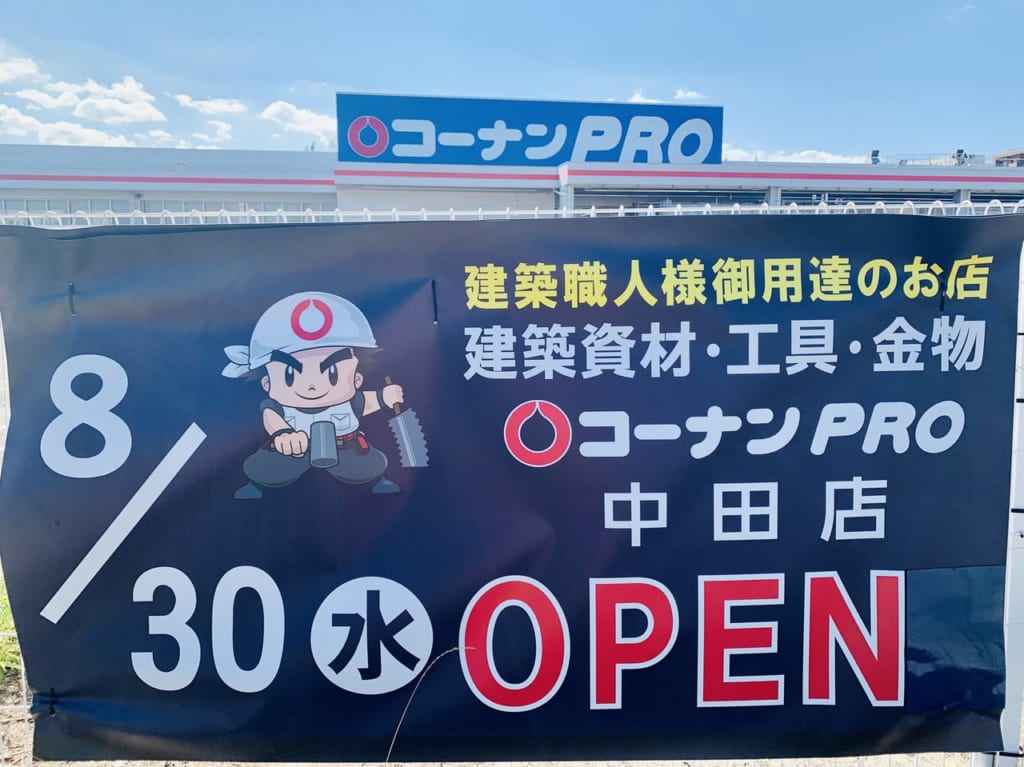 コーナンPRO
建築職人様御用達のお店
建築資材・工具・金物
コーナンPRO
中田店
8/30水 OPEN